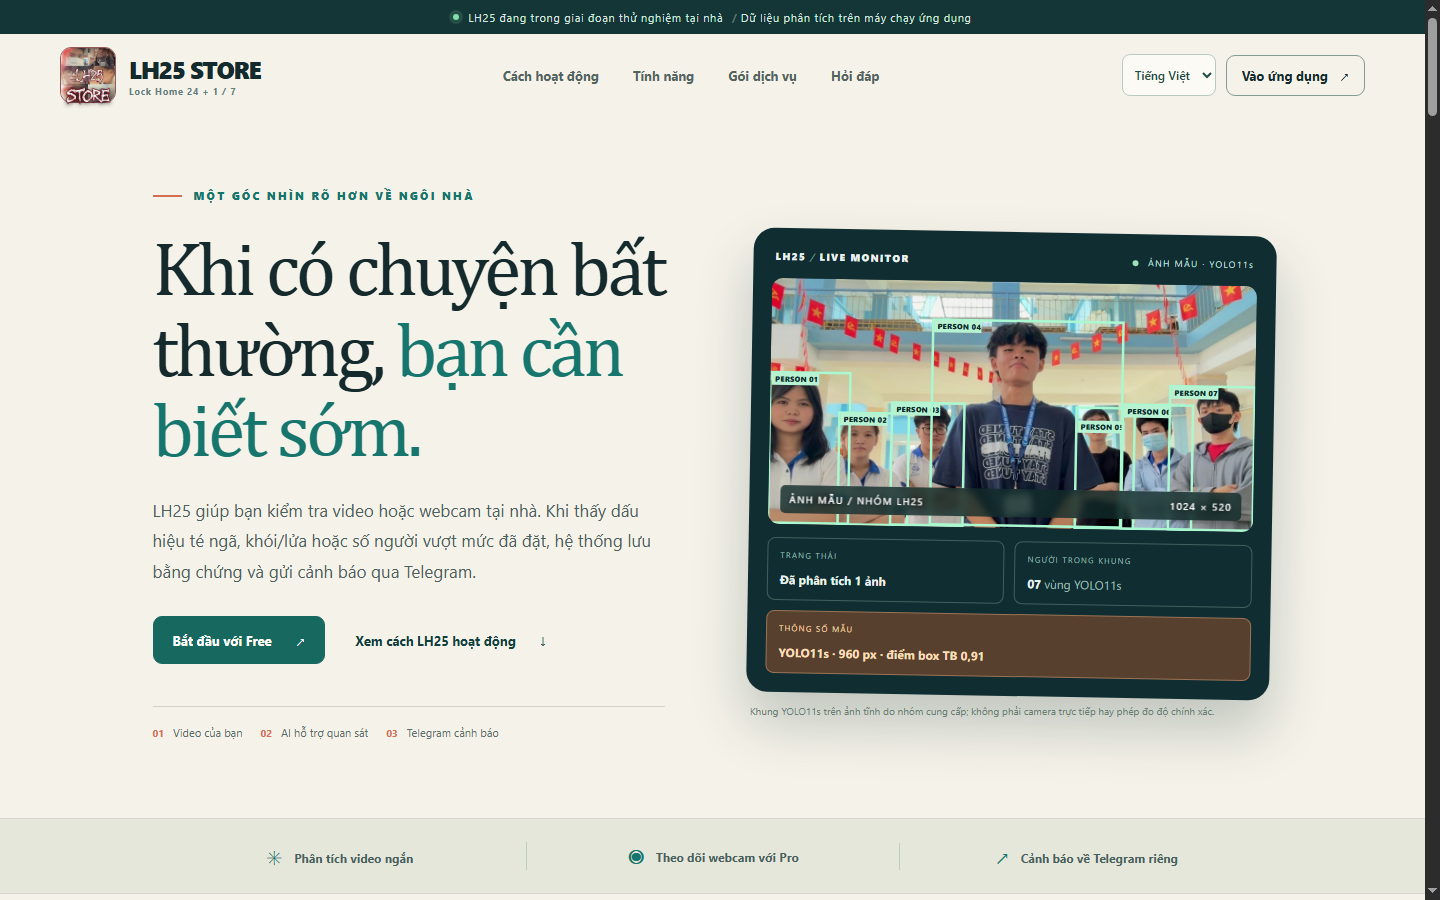 LH25 đang trong giai đoạn thử nghiệm tại nhà / Dữ liệu phân tích trên máy chạy ứng dụng
LH25 STORE
LH25 STORE
Lock Home 24 + 1 / 7
Cách hoạt động
Tính năng
Gói dịch vụ
Hỏi đáp
Tiếng Việt
Vào ứng dụng ↗
MỘT GÓC NHÌN RÕ HƠN VỀ NGÔI NHÀ
Khi có chuyện bất
thường, bạn cần
biết sớm.
LH25 giúp bạn kiểm tra video hoặc webcam tại nhà. Khi thấy dấu
hiệu té ngã, khói/lửa hoặc số người vượt mức đã đặt, hệ thống lưu
bằng chứng và gửi cảnh báo qua Telegram.
Bắt đầu với Free ↗
Xem cách LH25 hoạt động ↓
01 Video của bạn 02 AI hỗ trợ quan sát 03 Telegram cảnh báo
LH25 / LIVE MONITOR
ẢNH MẪU · YOLO11s
PERSON 04
PERSON 01
PERSON 07
PERSON 02
PERSON 03
PERSON 06
PERSON 05
ẢNH MẪU / NHÓM LH25
1024 × 520
TRẠNG THÁI
Đã phân tích 1 ảnh
NGƯỜI TRONG KHUNG
07 vùng YOLO11s
THÔNG SỐ MẪU
YOLO11s · 960 px · điểm box TB 0,91
Khung YOLO11s trên ảnh tĩnh do nhóm cung cấp; không phải camera trực tiếp hay phép đo độ chính xác.
Phân tích video ngắn
Theo dõi webcam với Pro
Cảnh báo về Telegram riêng